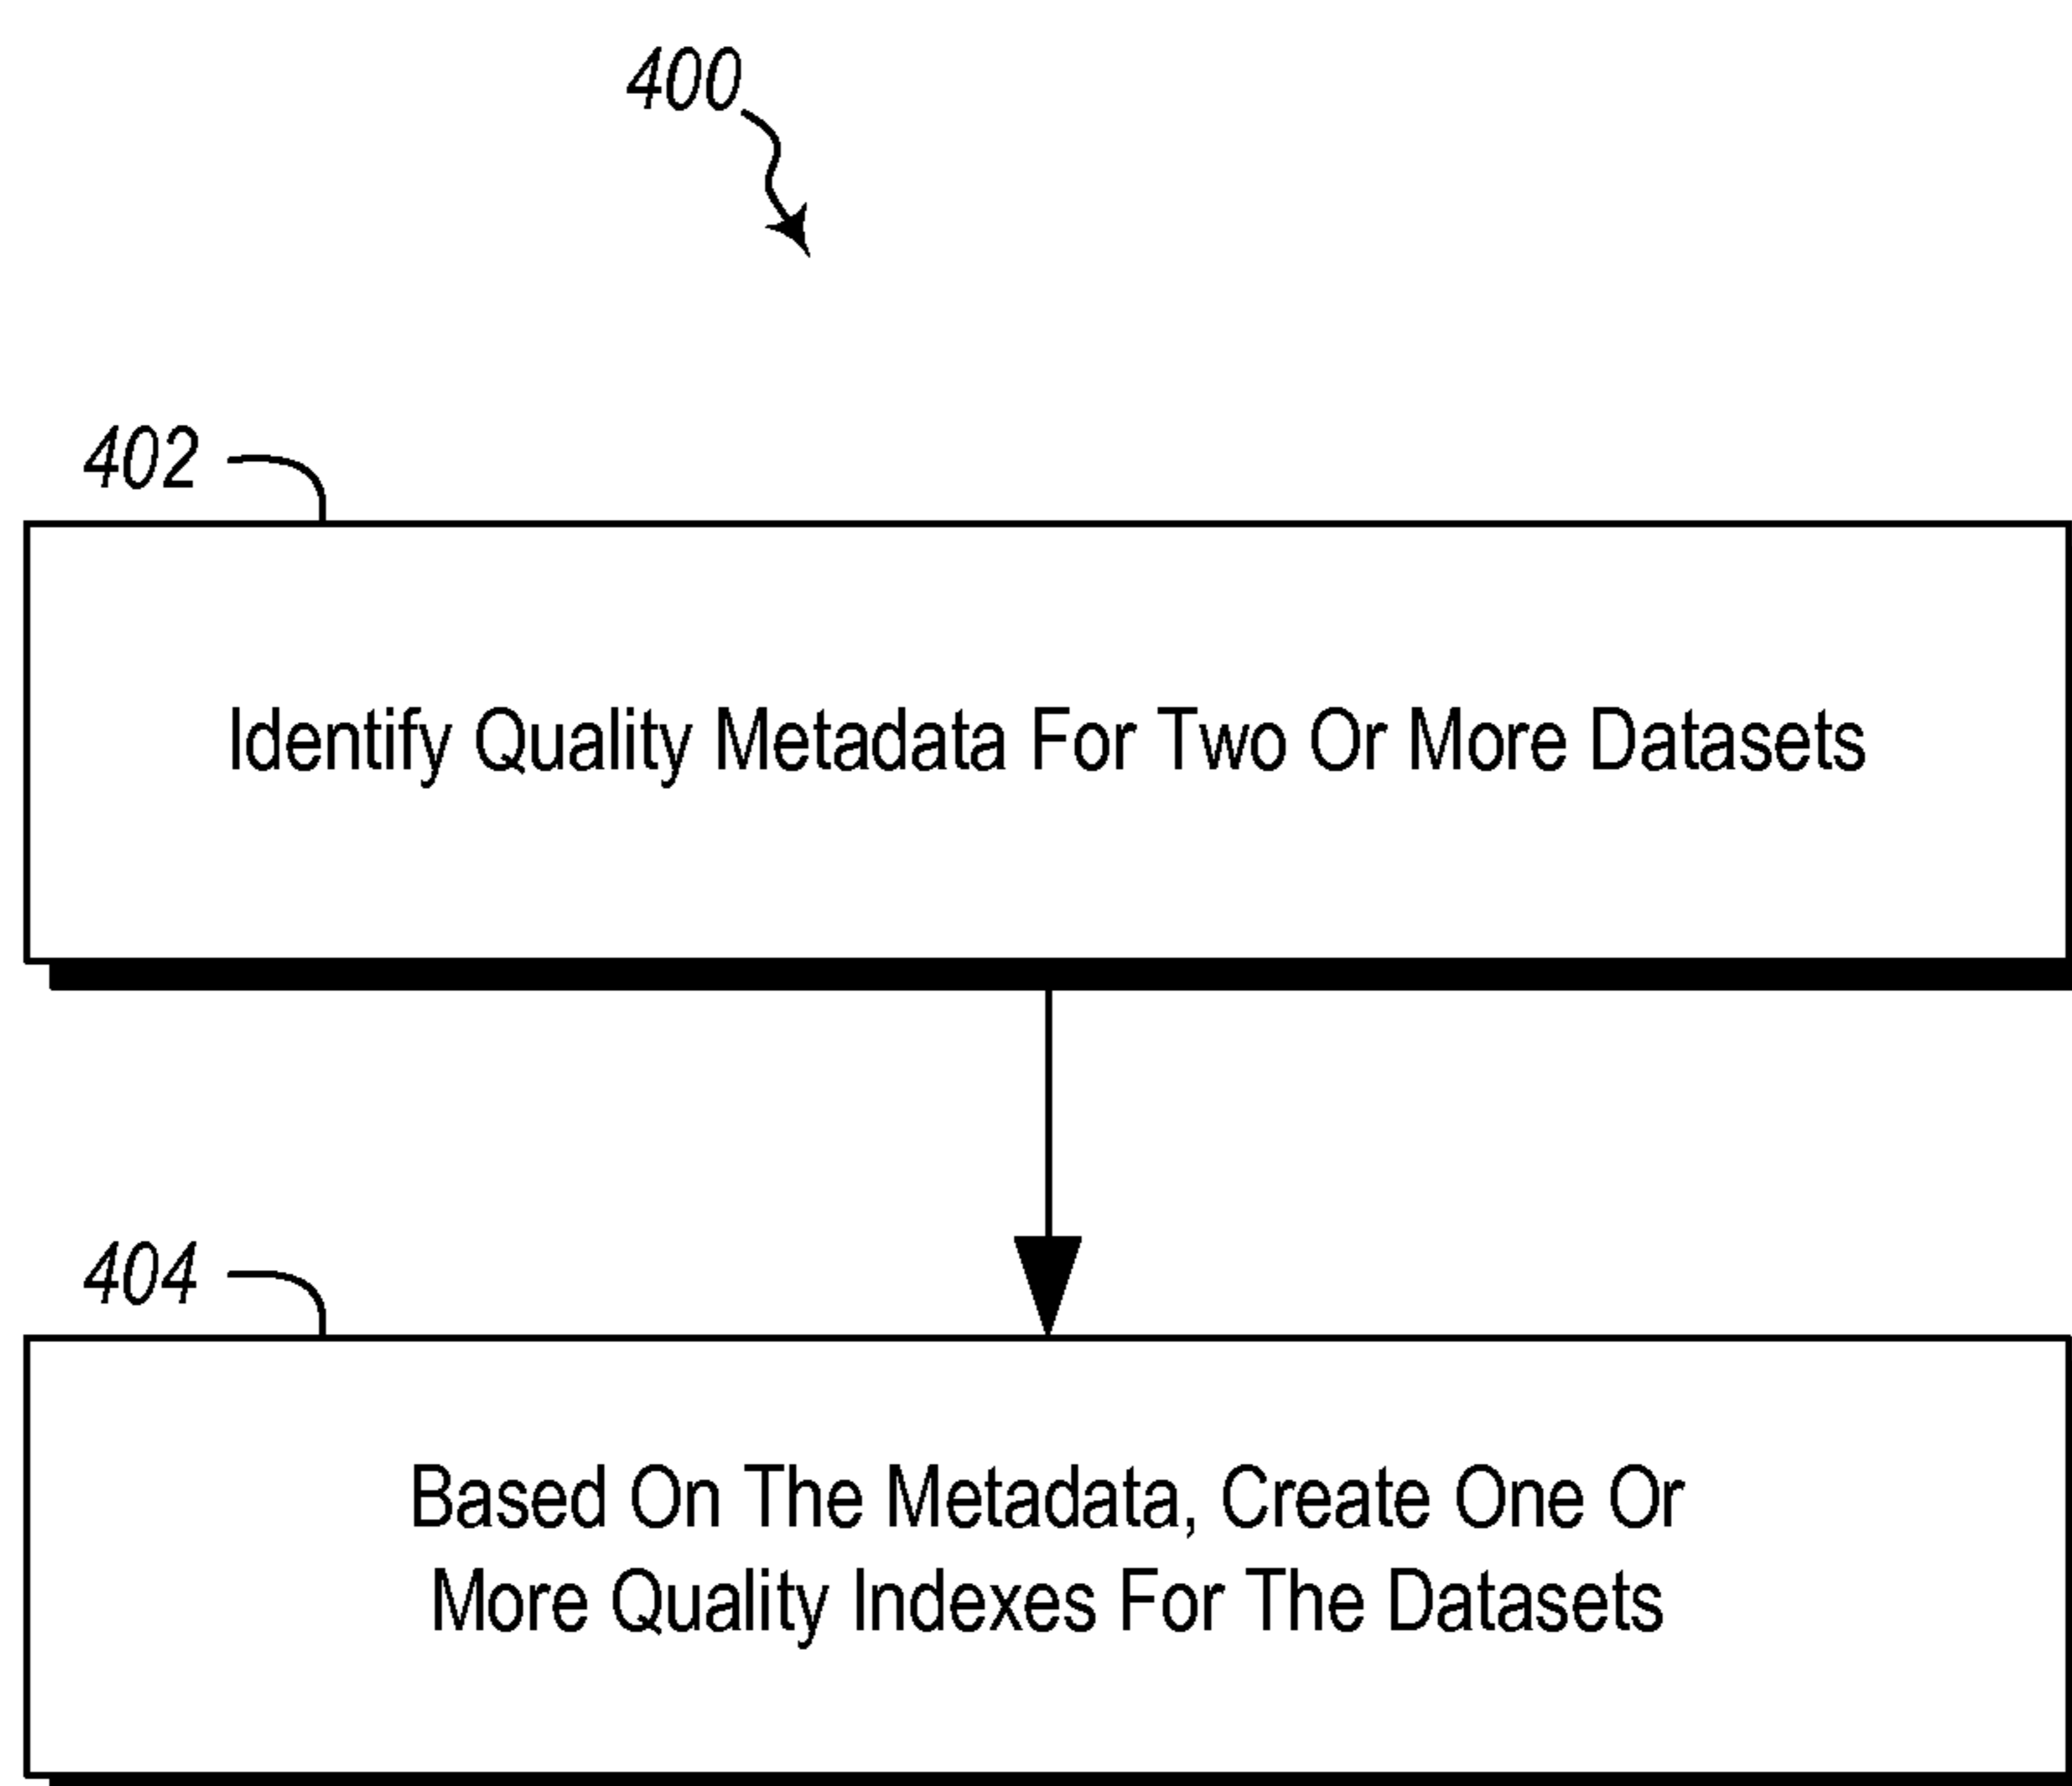 400
402
Identify Quality Metadata For Two Or More Datasets
404
Based On The Metadata, Create One Or
More Quality Indexes For The Datasets